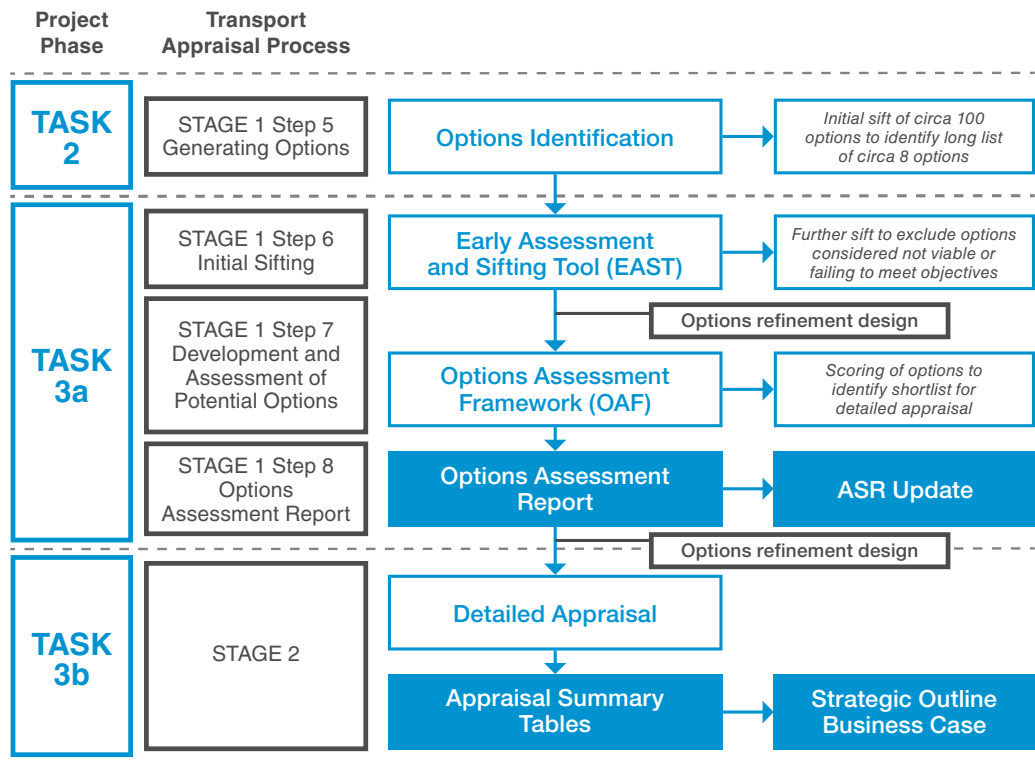 Project
Phase
Transport
Appraisal Process
TASK
2
STAGE 1 Step 5
Generating Options
Options Identification
Initial sift of circa 100
options to identify long list
of circa 8 options
TASK
3a
STAGE 1 Step 6
Initial Sifting
Early Assessment
and Sifting Tool (EAST)
Further sift to exclude options
considered not viable or
failing to meet objectives
Options refinement design
STAGE 1 Step 7
Development and
Assessment of
Potential Options
Options Assessment
Framework (OAF)
Scoring of options to
identify shortlist for
detailed appraisal
STAGE 1 Step 8
Options
Assessment Report
Options Assessment
Report
ASR Update
Options refinement design
TASK
3b
STAGE 2
Detailed Appraisal
Appraisal Summary
Tables
Strategic Outline
Business Case